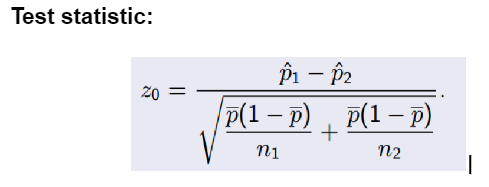 Test statistic:
z₀ = (p̂₁ − p̂₂) / √( p̅(1 − p̅)/n₁ + p̅(1 − p̅)/n₂ ).